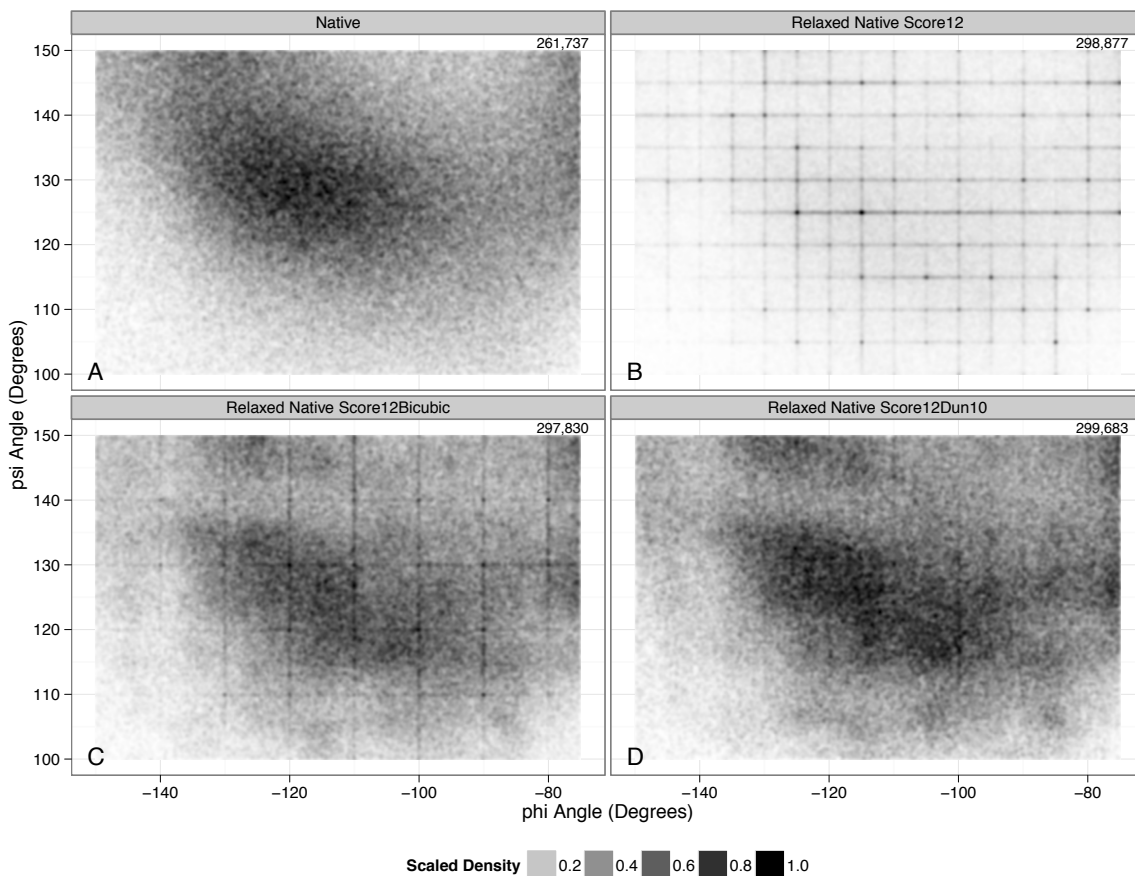 Native
Relaxed Native Score12
261,737
298,877
150
140
130
120
110
100
A
B
Relaxed Native Score12Bicubic
Relaxed Native Score12Dun10
297,830
299,683
150
140
130
120
110
100
C
D
psi Angle (Degrees)
−140
−120
−100
−80
−140
−120
−100
−80
phi Angle (Degrees)
Scaled Density 0.2 0.4 0.6 0.8 1.0